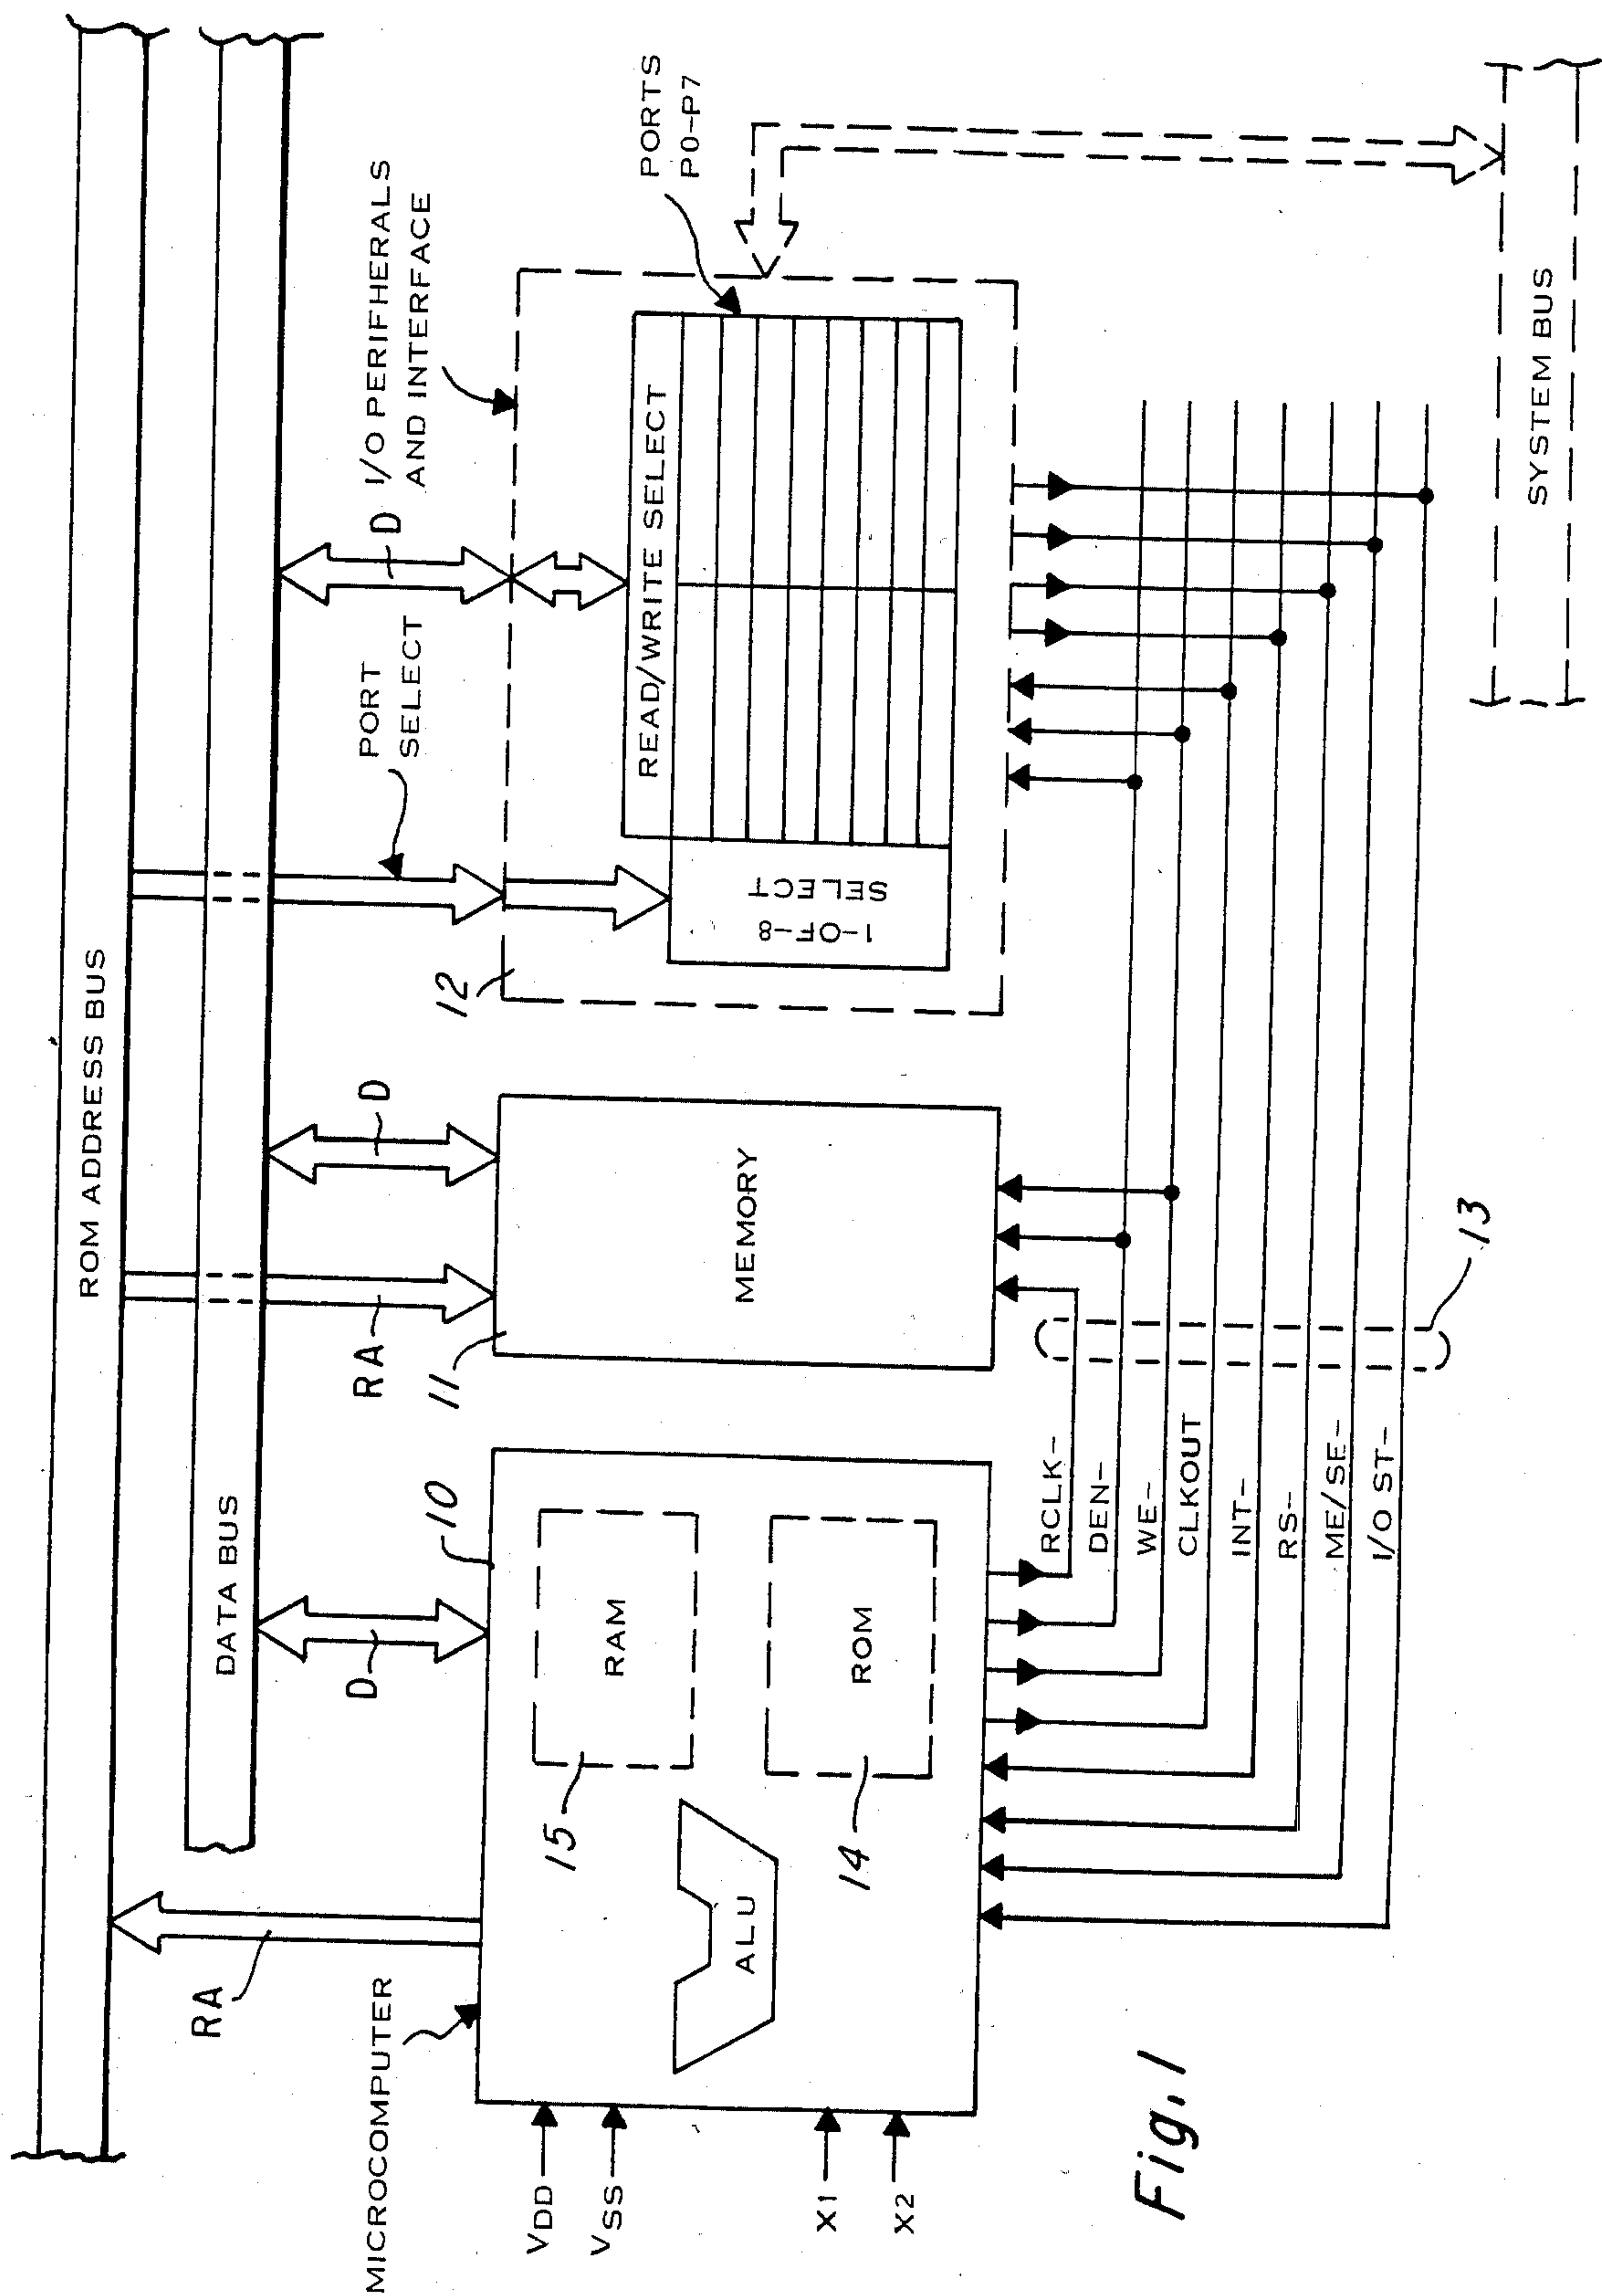 ROM ADDRESS BUS
DATA BUS
RA
D
RA
D
PORT
SELECT
D
I/O PERIFHERALS
AND INTERFACE
PORTS
P0-P7
MICROCOMPUTER
10
11
12
VDD
VSS
X1
X2
15
RAM
ALU
14
ROM
MEMORY
READ/WRITE SELECT
1-OF-8
SELECT
RCLK-
DEN-
WE-
CLKOUT
INT-
RS-
ME/SE-
I/O ST-
13
SYSTEM BUS
Fig. 1